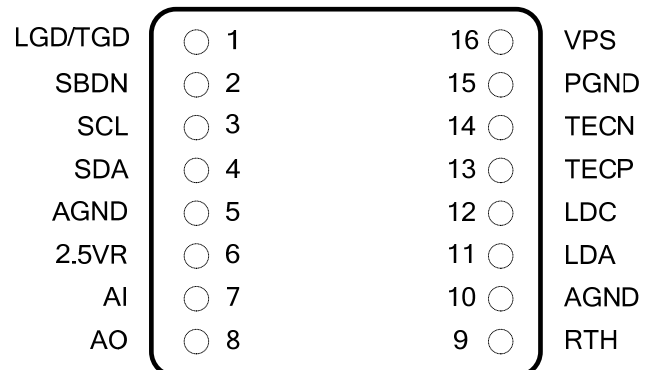 LGD/TGD 1 16 VPS
SBDN 2 15 PGND
SCL 3 14 TECN
SDA 4 13 TECP
AGND 5 12 LDC
2.5VR 6 11 LDA
AI 7 10 AGND
AO 8 9 RTH